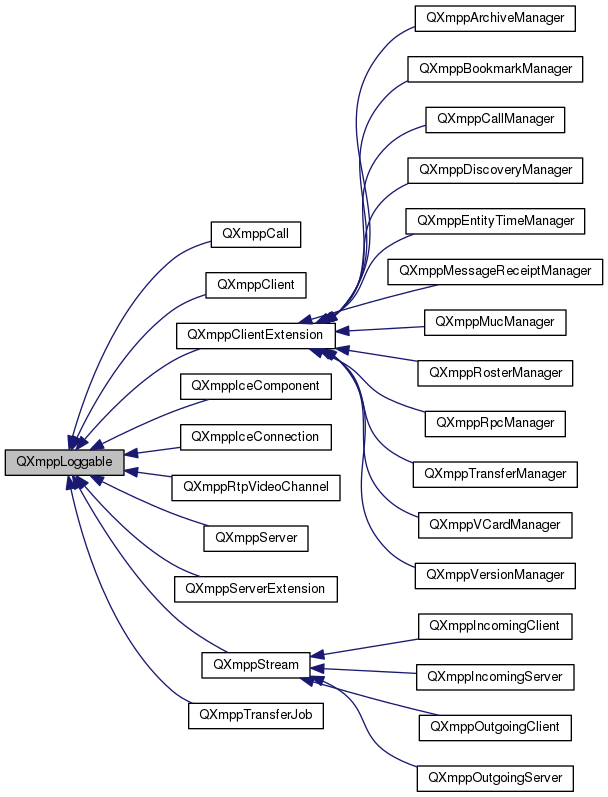 QXmppLoggable
QXmppCall
QXmppClient
QXmppClientExtension
QXmppIceComponent
QXmppIceConnection
QXmppRtpVideoChannel
QXmppServer
QXmppServerExtension
QXmppStream
QXmppTransferJob
QXmppArchiveManager
QXmppBookmarkManager
QXmppCallManager
QXmppDiscoveryManager
QXmppEntityTimeManager
QXmppMessageReceiptManager
QXmppMucManager
QXmppRosterManager
QXmppRpcManager
QXmppTransferManager
QXmppVCardManager
QXmppVersionManager
QXmppIncomingClient
QXmppIncomingServer
QXmppOutgoingClient
QXmppOutgoingServer